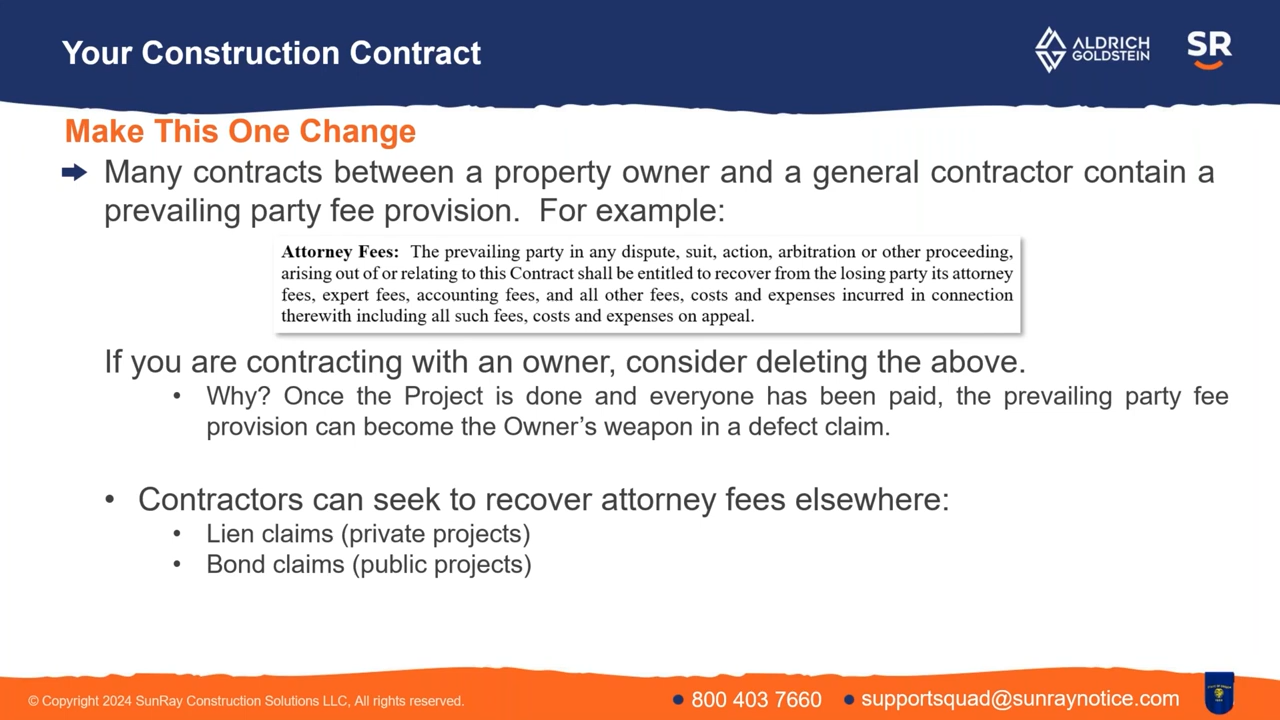 Your Construction Contract
ALDRICH
GOLDSTEIN
SR
Make This One Change
Many contracts between a property owner and a general contractor contain a
prevailing party fee provision.  For example:
Attorney Fees:  The prevailing party in any dispute, suit, action, arbitration or other proceeding,
arising out of or relating to this Contract shall be entitled to recover from the losing party its attorney
fees, expert fees, accounting fees, and all other fees, costs and expenses incurred in connection
therewith including all such fees, costs and expenses on appeal.
If you are contracting with an owner, consider deleting the above.
• Why? Once the Project is done and everyone has been paid, the prevailing party fee
provision can become the Owner’s weapon in a defect claim.
• Contractors can seek to recover attorney fees elsewhere:
• Lien claims (private projects)
• Bond claims (public projects)
© Copyright 2024 SunRay Construction Solutions LLC, All rights reserved.
• 800 403 7660
• supportsquad@sunraynotice.com